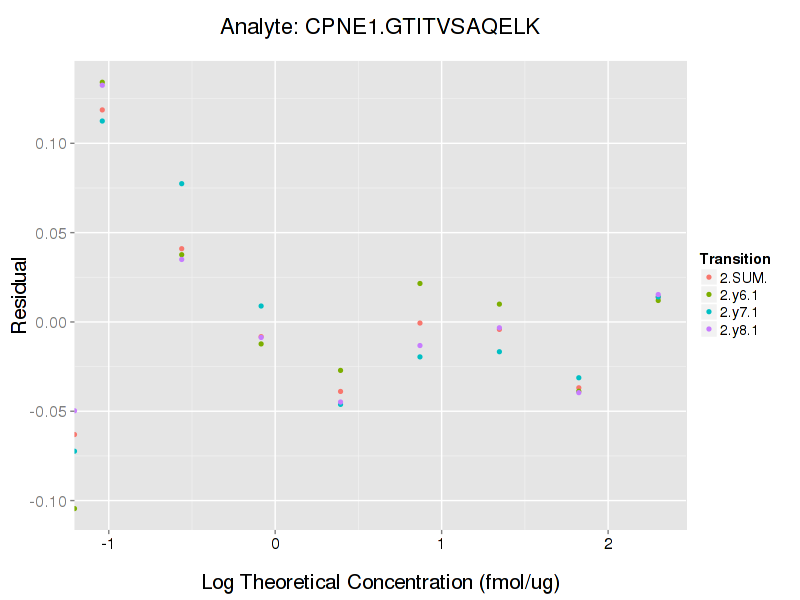 Analyte: CPNE1.GTITVSAQELK
0.10
0.05
0.00
-0.05
-0.10
Residual
-1
0
1
2
Log Theoretical Concentration (fmol/ug)
Transition
2.SUM.
2.y6.1
2.y7.1
2.y8.1